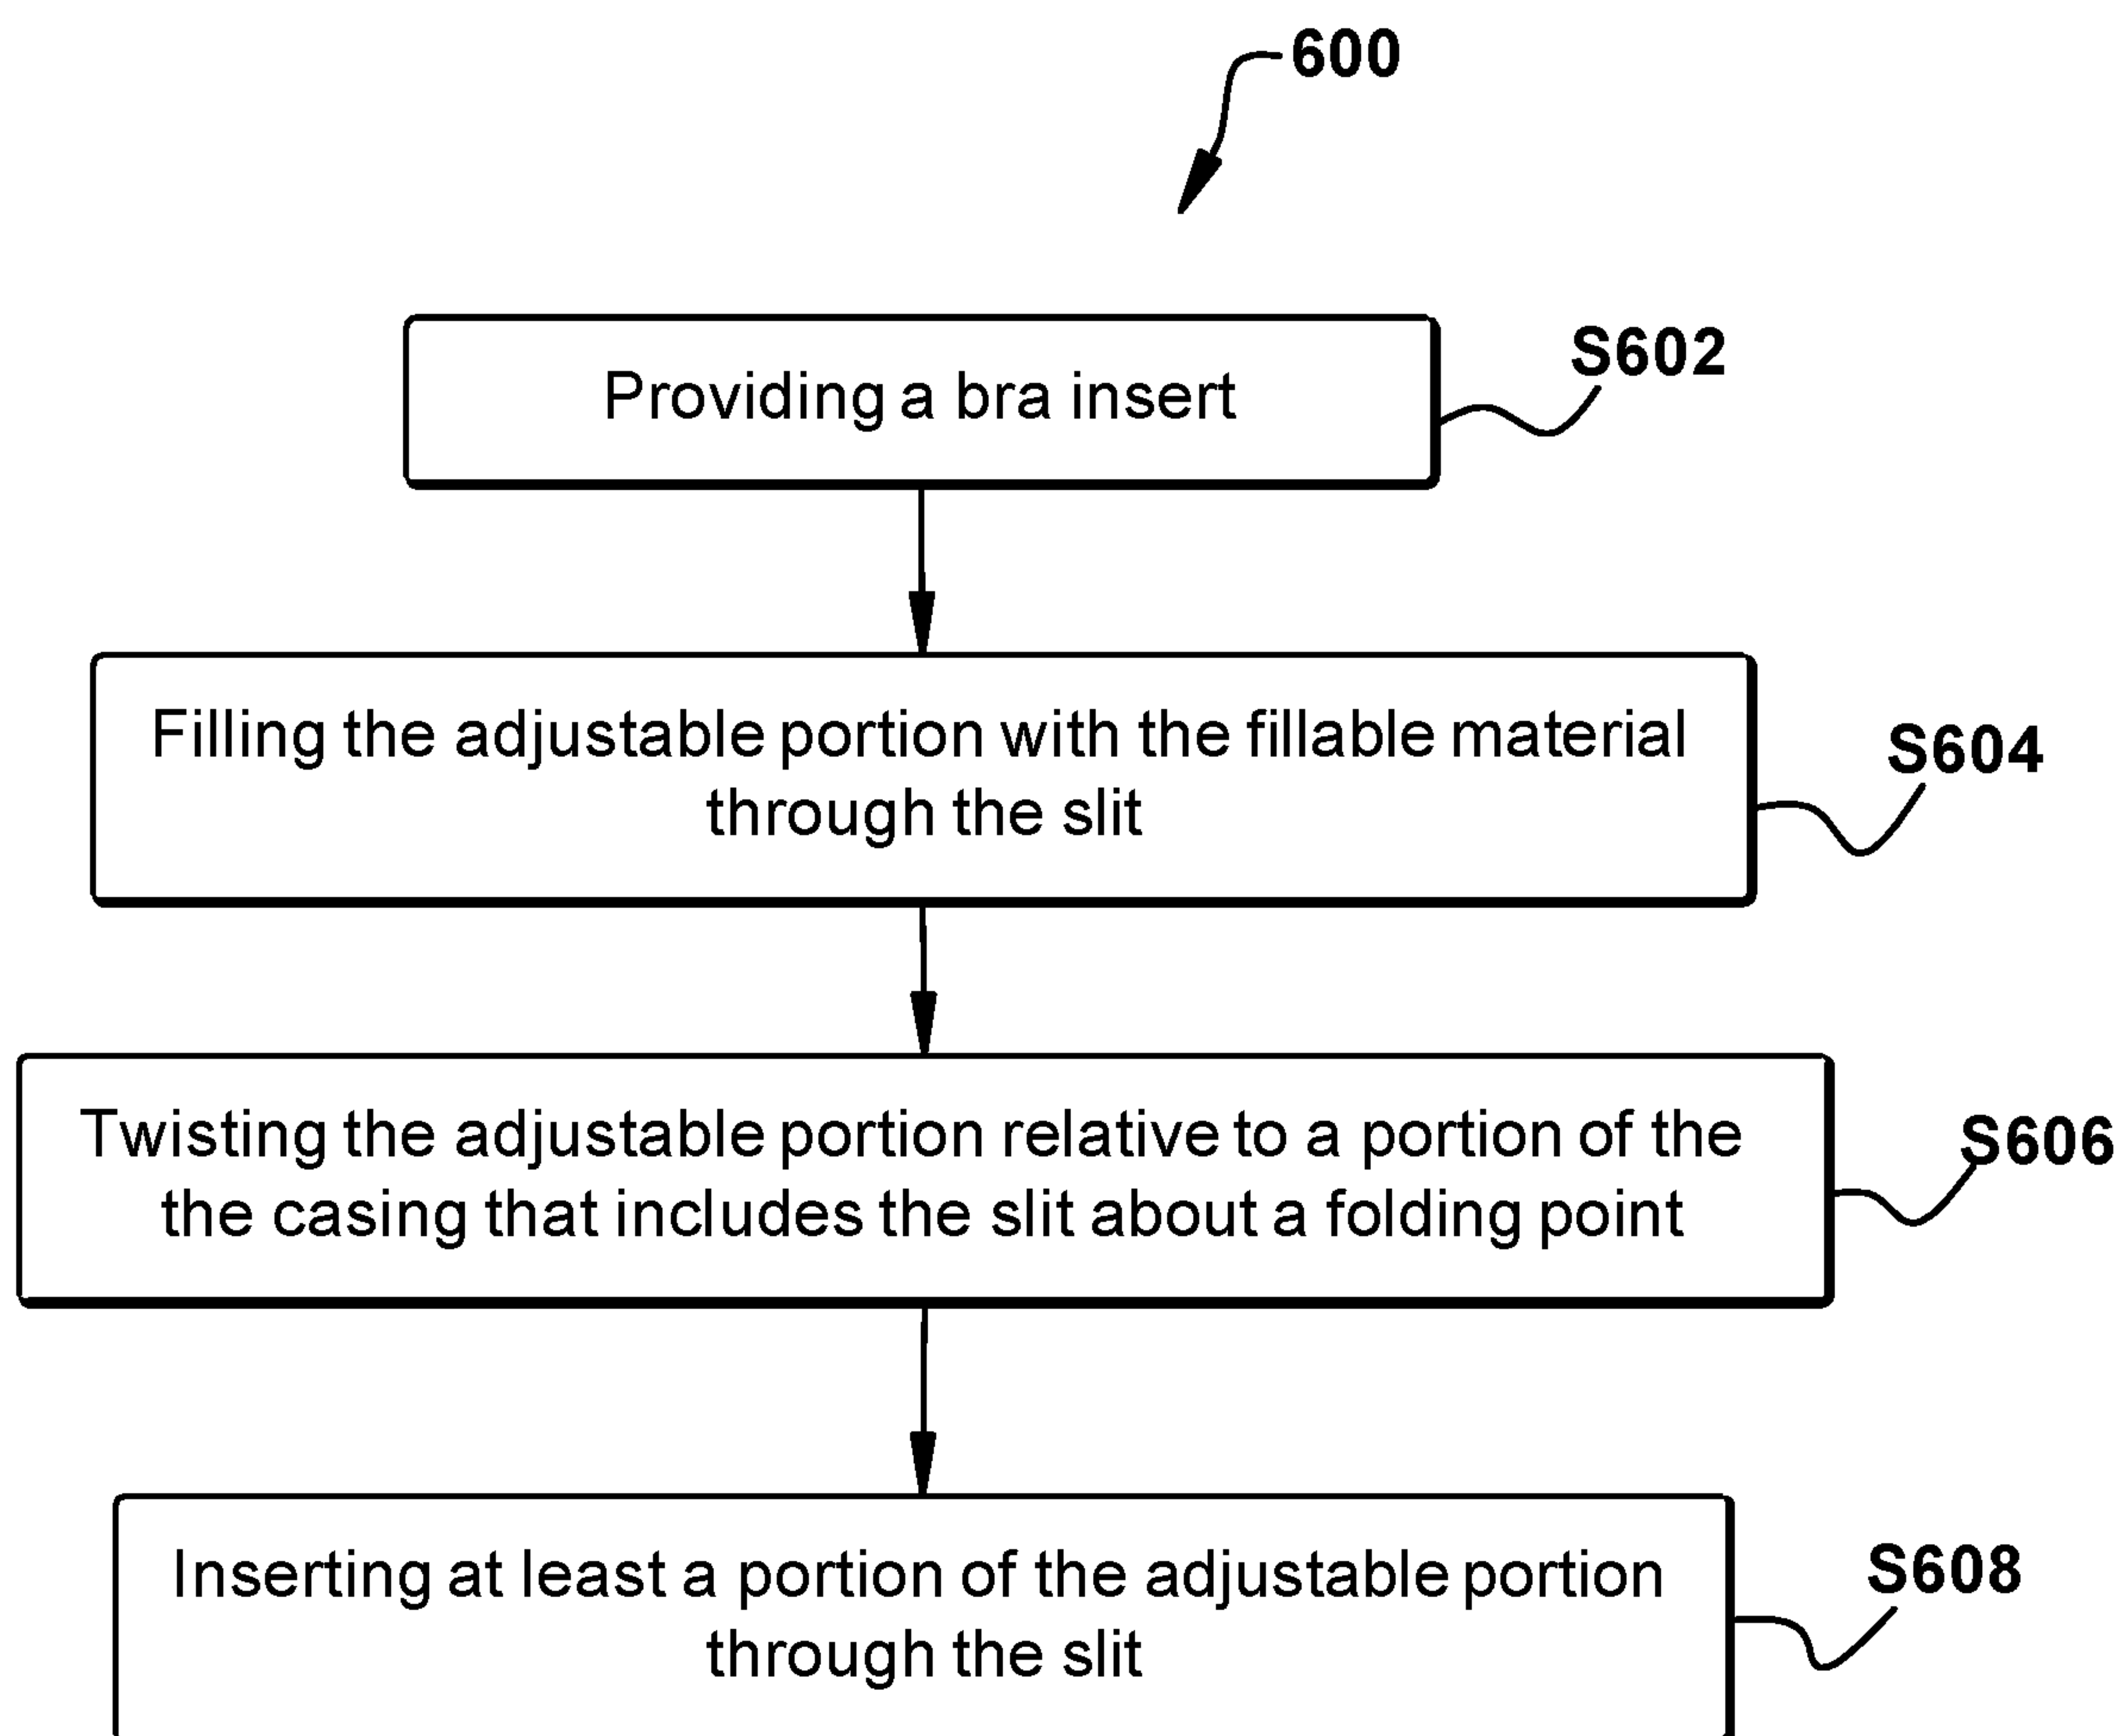 600
Providing a bra insert
S602
Filling the adjustable portion with the fillable material
through the slit
S604
Twisting the adjustable portion relative to a portion of the
the casing that includes the slit about a folding point
S606
Inserting at least a portion of the adjustable portion
through the slit
S608